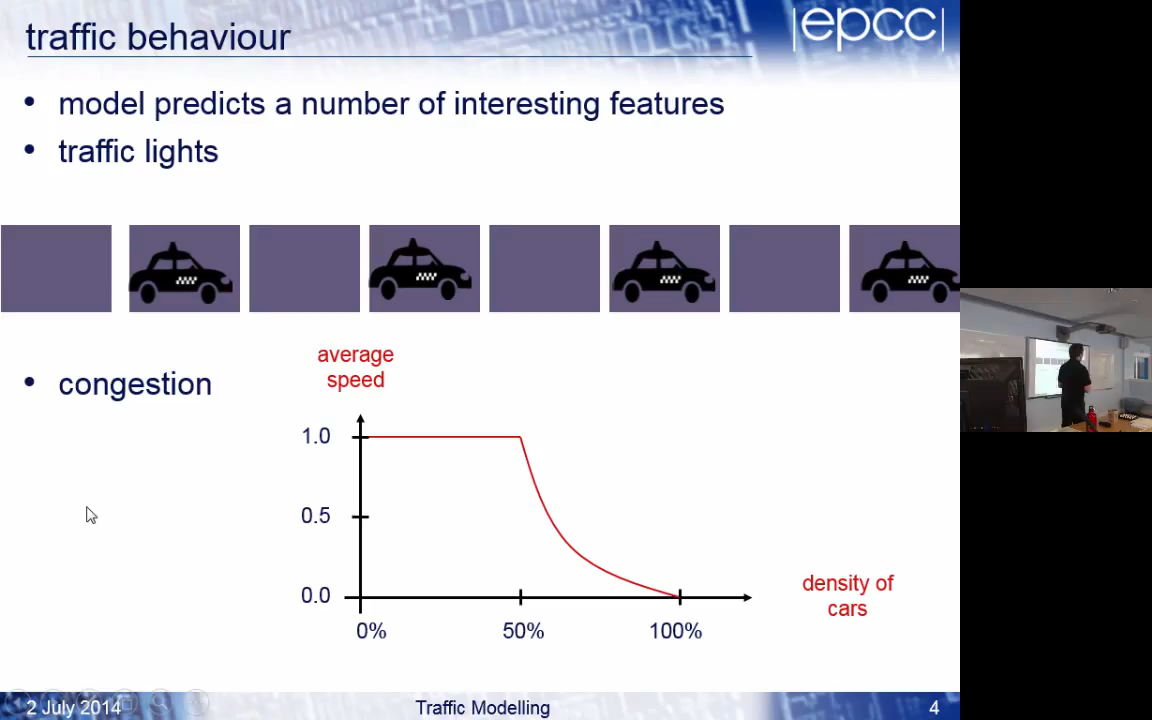 traffic behaviour
|epcc|
• model predicts a number of interesting features
• traffic lights
• congestion
average
speed
1.0
0.5
0.0
0%
50%
100%
density of
cars
2 July 2014
Traffic Modelling
4